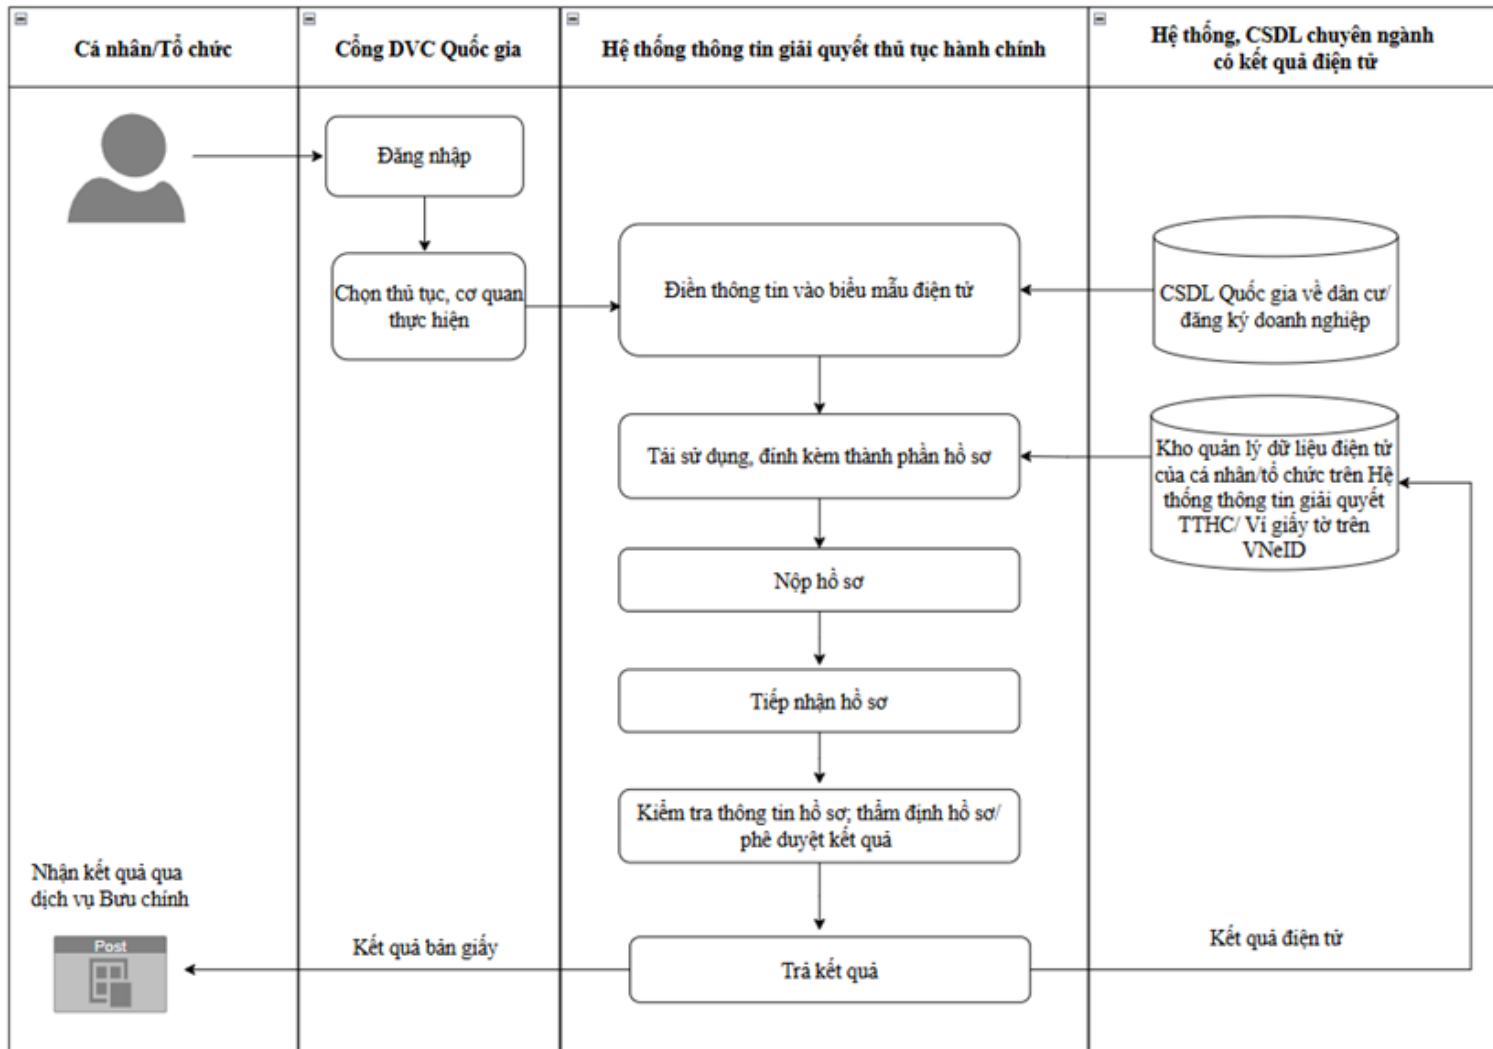 Cá nhân/Tổ chức
Cổng DVC Quốc gia
Hệ thống thông tin giải quyết thủ tục hành chính
Hệ thống, CSDL chuyên ngành
có kết quả điện tử
Đăng nhập
Chọn thủ tục, cơ quan
thực hiện
Điền thông tin vào biểu mẫu điện tử
CSDL Quốc gia về dân cư/
đăng ký doanh nghiệp
Tái sử dụng, đính kèm thành phần hồ sơ
Kho quản lý dữ liệu điện tử
của cá nhân/tổ chức trên Hệ
thống thông tin giải quyết
TTHC/ Ví giấy tờ trên
VNeID
Nộp hồ sơ
Tiếp nhận hồ sơ
Kiểm tra thông tin hồ sơ; thẩm định hồ sơ/
phê duyệt kết quả
Nhận kết quả qua
dịch vụ Bưu chính
Post
Kết quả bản giấy
Trả kết quả
Kết quả điện tử